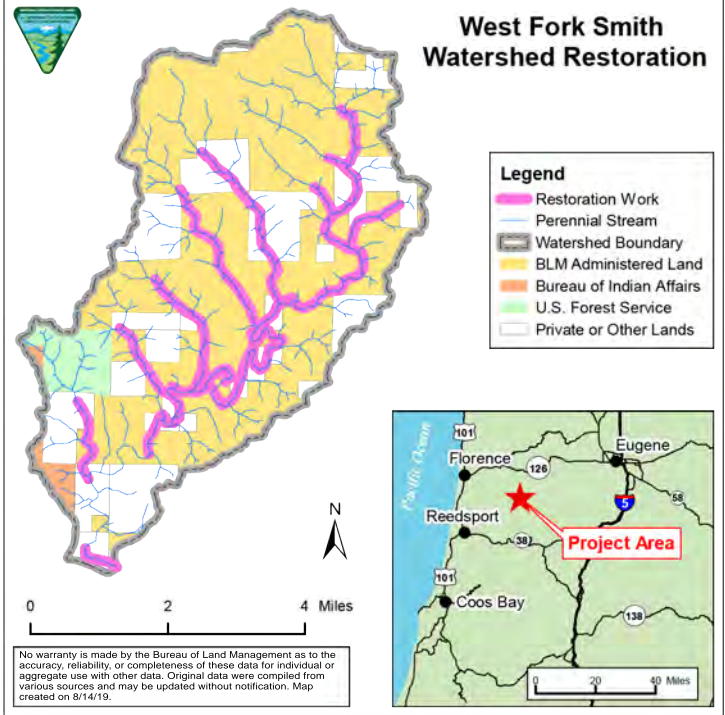 West Fork Smith
Watershed Restoration
Legend
Restoration Work
Perennial Stream
Watershed Boundary
BLM Administered Land
Bureau of Indian Affairs
U.S. Forest Service
Private or Other Lands
N
0 2 4 Miles
No warranty is made by the Bureau of Land Management as to the
accuracy, reliability, or completeness of these data for individual or
aggregate use with other data. Original data were compiled from
various sources and may be updated without notification. Map
created on 8/14/19.
Pacific Ocean
101
Eugene
Florence
126
58
5
Reedsport
38
Project Area
101
Coos Bay
138
0 20 40 Miles